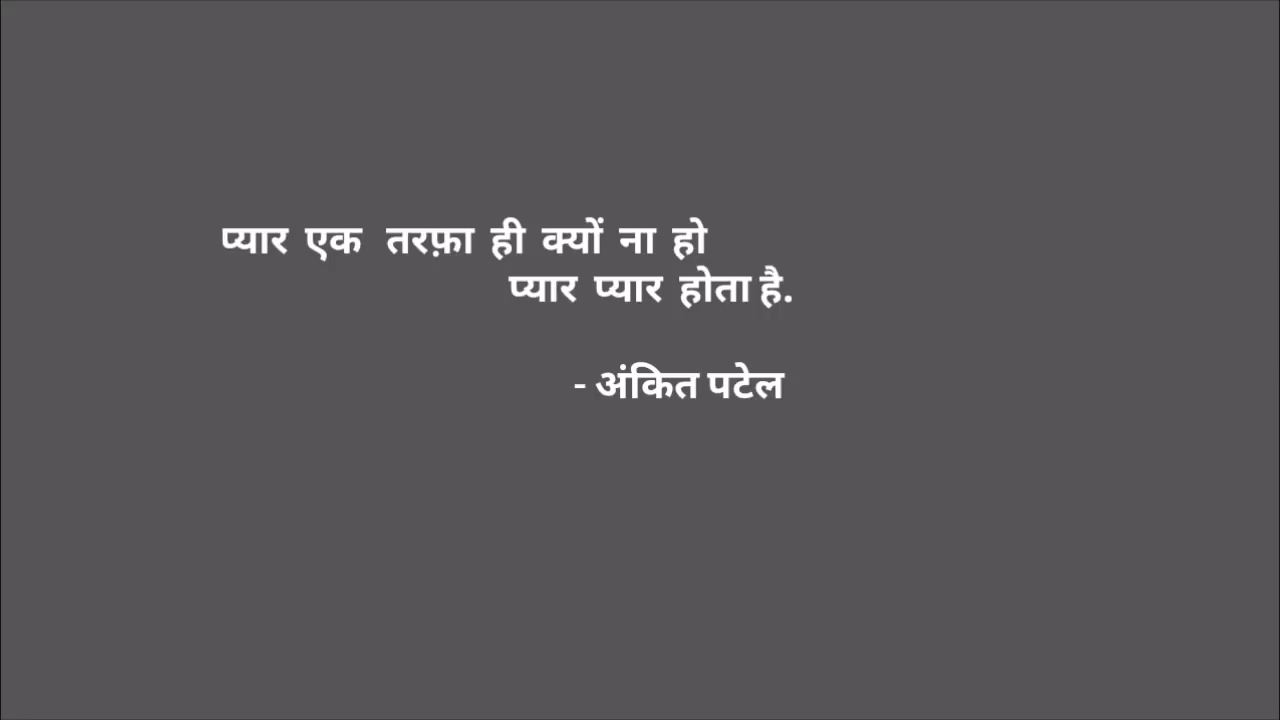 प्यार एक तरफ़ा ही क्यों ना हो
प्यार प्यार होता है.
- अंकित पटेल